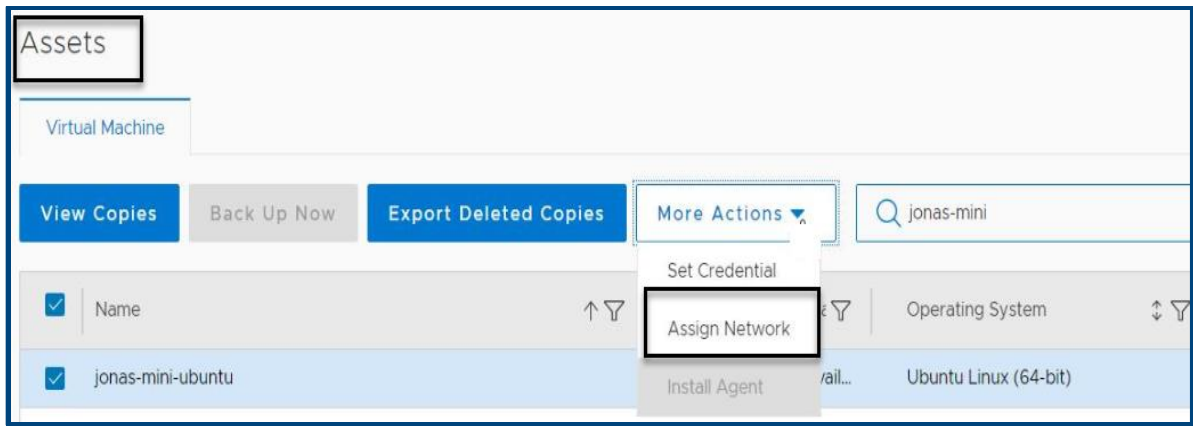 Assets
Virtual Machine
View Copies Back Up Now Export Deleted Copies More Actions jonas-mini
Set Credential
Name Operating System
Assign Network
jonas-mini-ubuntu vail... Ubuntu Linux (64-bit)
Install Agent